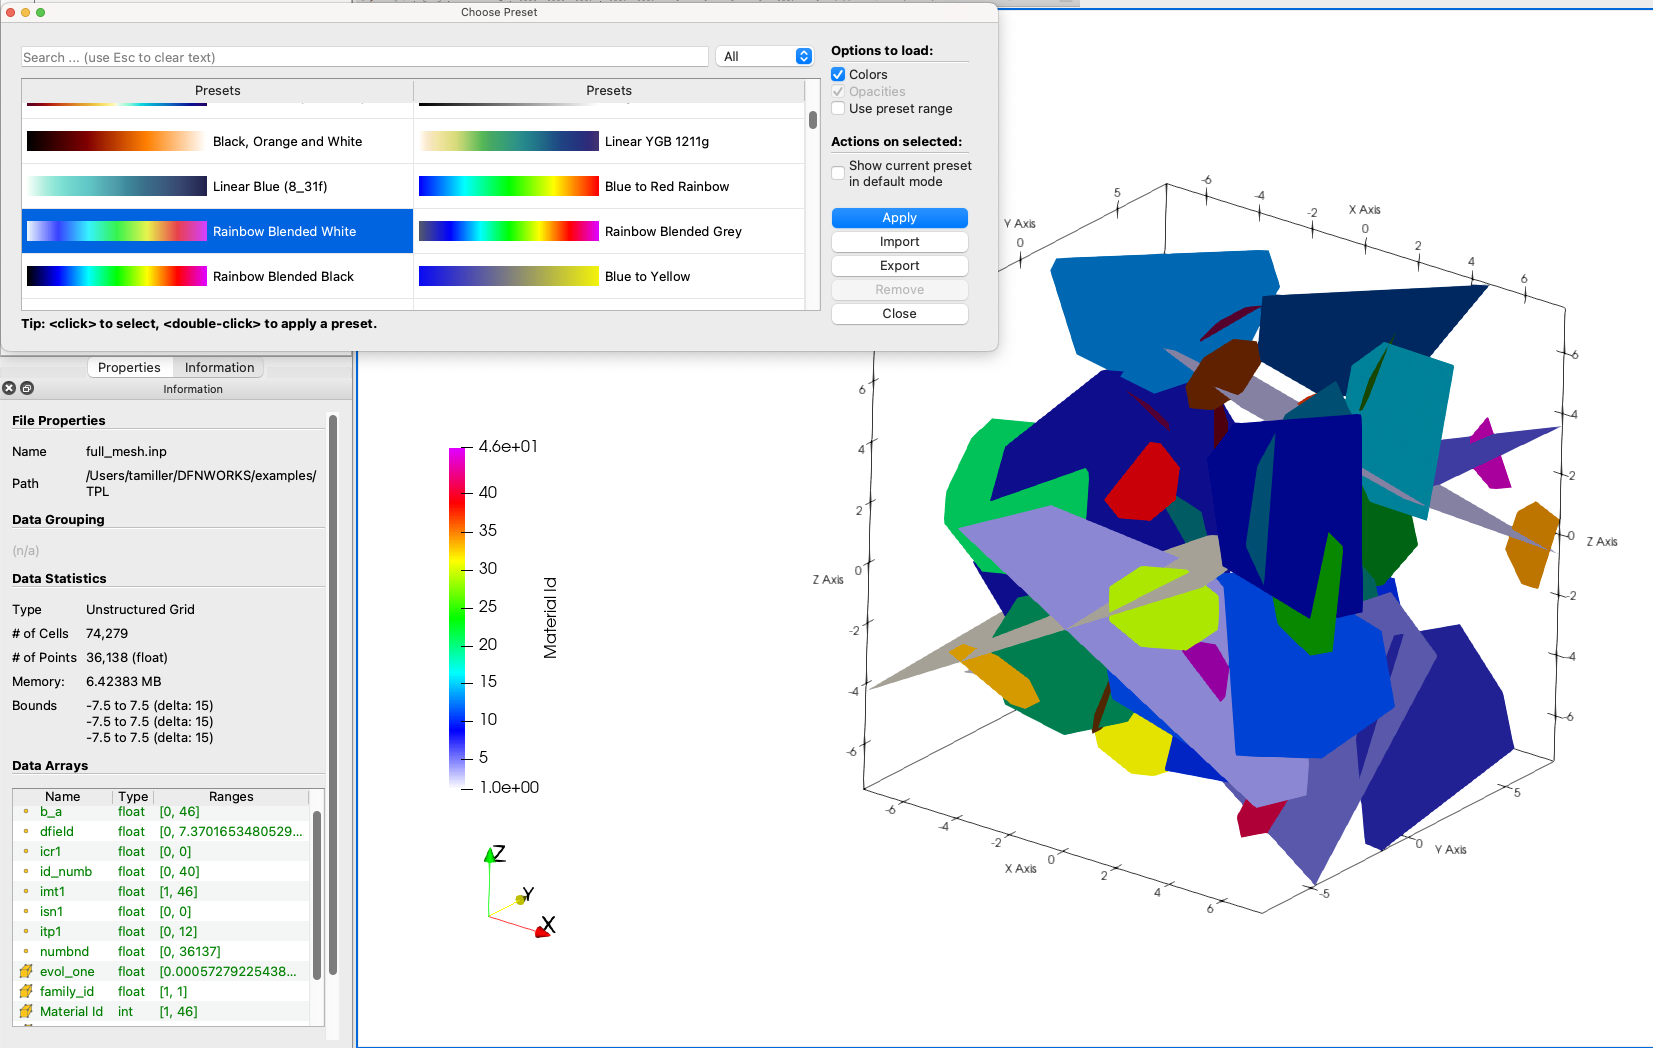 Choose Preset
Search ... (use Esc to clear text)
All
Presets
Presets
Black, Orange and White
Linear YGB 1211g
Linear Blue (8_31f)
Blue to Red Rainbow
Rainbow Blended White
Rainbow Blended Grey
Rainbow Blended Black
Blue to Yellow
Tip: <click> to select, <double-click> to apply a preset.
Options to load:
Colors
Opacities
Use preset range
Actions on selected:
Show current preset
in default mode
Apply
Import
Export
Remove
Close
Properties
Information
Information
File Properties
Name full_mesh.inp
Path /Users/tamiller/DFNWORKS/examples/
TPL
Data Grouping
(n/a)
Data Statistics
Type Unstructured Grid
# of Cells 74,279
# of Points 36,138 (float)
Memory: 6.42383 MB
Bounds -7.5 to 7.5 (delta: 15)
-7.5 to 7.5 (delta: 15)
-7.5 to 7.5 (delta: 15)
Data Arrays
Name Type Ranges
b_a float [0, 46]
dfield float [0, 7.3701653480529...
icr1 float [0, 0]
id_numb float [0, 40]
imt1 float [1, 46]
isn1 float [0, 0]
itp1 float [0, 12]
numbnd float [0, 36137]
evol_one float [0.00057279225438...
family_id float [1, 1]
Material Id int [1, 46]
4.6e+01
40
35
30
25
20
15
10
5
1.0e+00
Material Id
Z
Y
X
5
Y Axis
0
-6
-4
-2
X Axis
0
2
4
6
6
4
2
0
Z Axis
-2
-4
-6
6
4
2
0
Z Axis
-2
-4
-6
-6
-4
-2
0
X Axis
2
4
6
5
0
Y Axis
-5